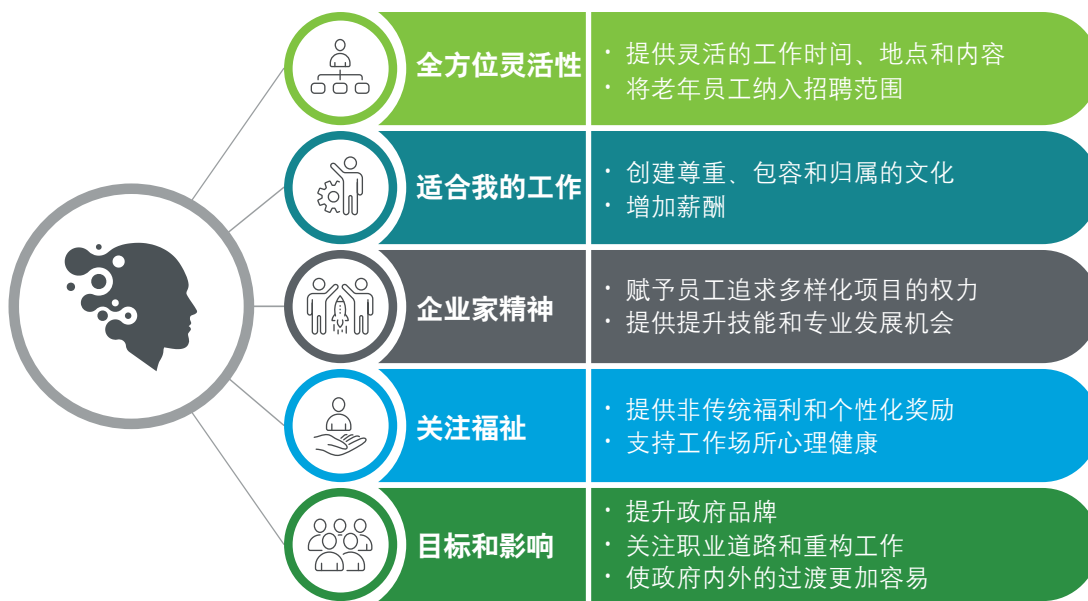 全方位灵活性
· 提供灵活的工作时间、地点和内容
· 将老年员工纳入招聘范围
适合我的工作
· 创建尊重、包容和归属的文化
· 增加薪酬
企业家精神
· 赋予员工追求多样化项目的权力
· 提供提升技能和专业发展机会
关注福祉
· 提供非传统福利和个性化奖励
· 支持工作场所心理健康
目标和影响
· 提升政府品牌
· 关注职业道路和重构工作
· 使政府内外的过渡更加容易